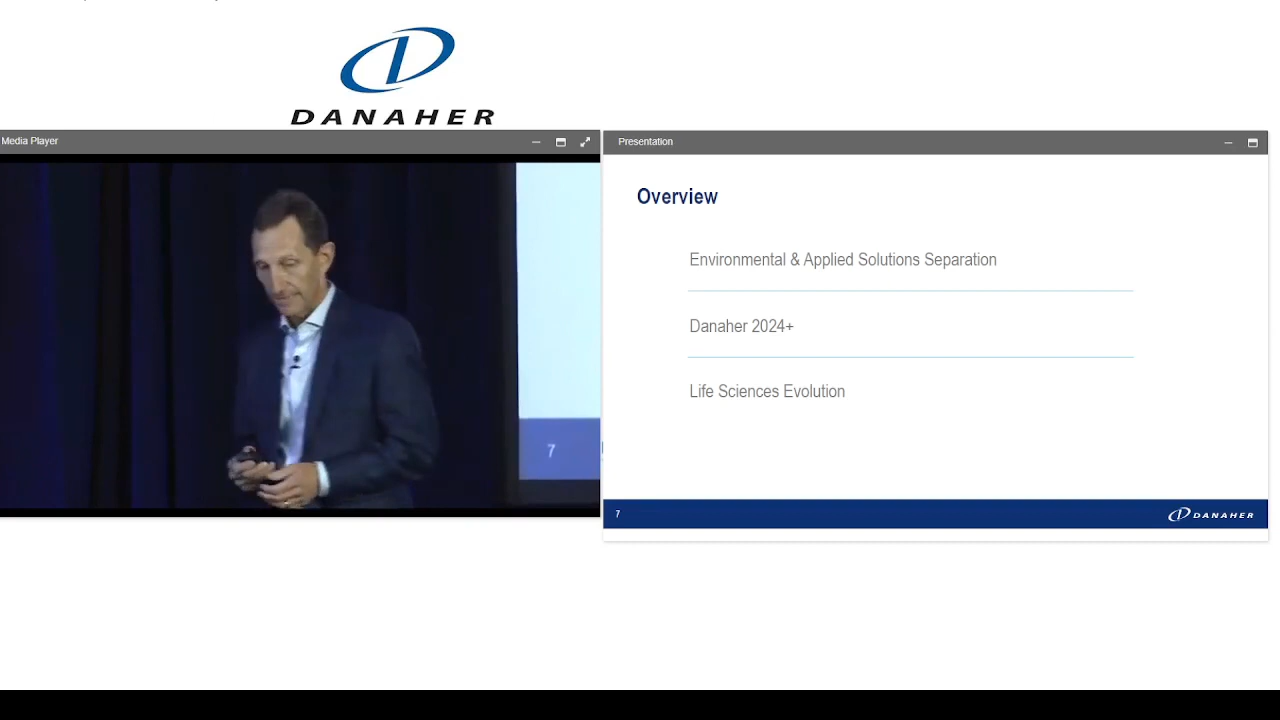 DANAHER
Media Player
Presentation
Overview
Environmental & Applied Solutions Separation
Danaher 2024+
Life Sciences Evolution
7
7
DANAHER